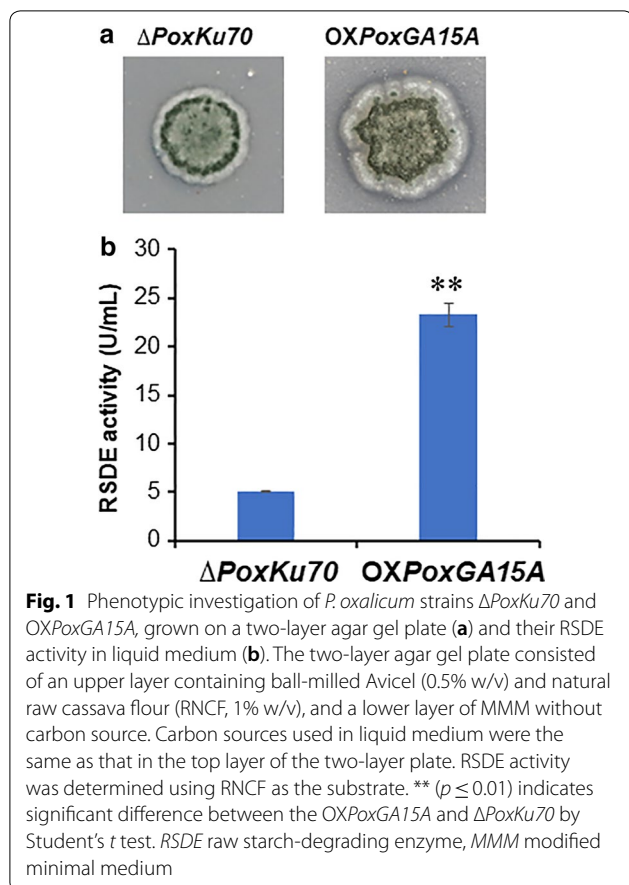 a ΔPoxKu70 OXPoxGA15A
b
30
25
20
15
10
5
0
RSDE activity (U/mL)
**
ΔPoxKu70 OXPoxGA15A
Fig. 1 Phenotypic investigation of P. oxalicum strains ΔPoxKu70 and
OXPoxGA15A, grown on a two-layer agar gel plate (a) and their RSDE
activity in liquid medium (b). The two-layer agar gel plate consisted
of an upper layer containing ball-milled Avicel (0.5% w/v) and natural
raw cassava flour (RNCF, 1% w/v), and a lower layer of MMM without
carbon source. Carbon sources used in liquid medium were the
same as that in the top layer of the two-layer plate. RSDE activity
was determined using RNCF as the substrate. ** (p ≤ 0.01) indicates
significant difference between the OXPoxGA15A and ΔPoxKu70 by
Student's t test. RSDE raw starch-degrading enzyme, MMM modified
minimal medium